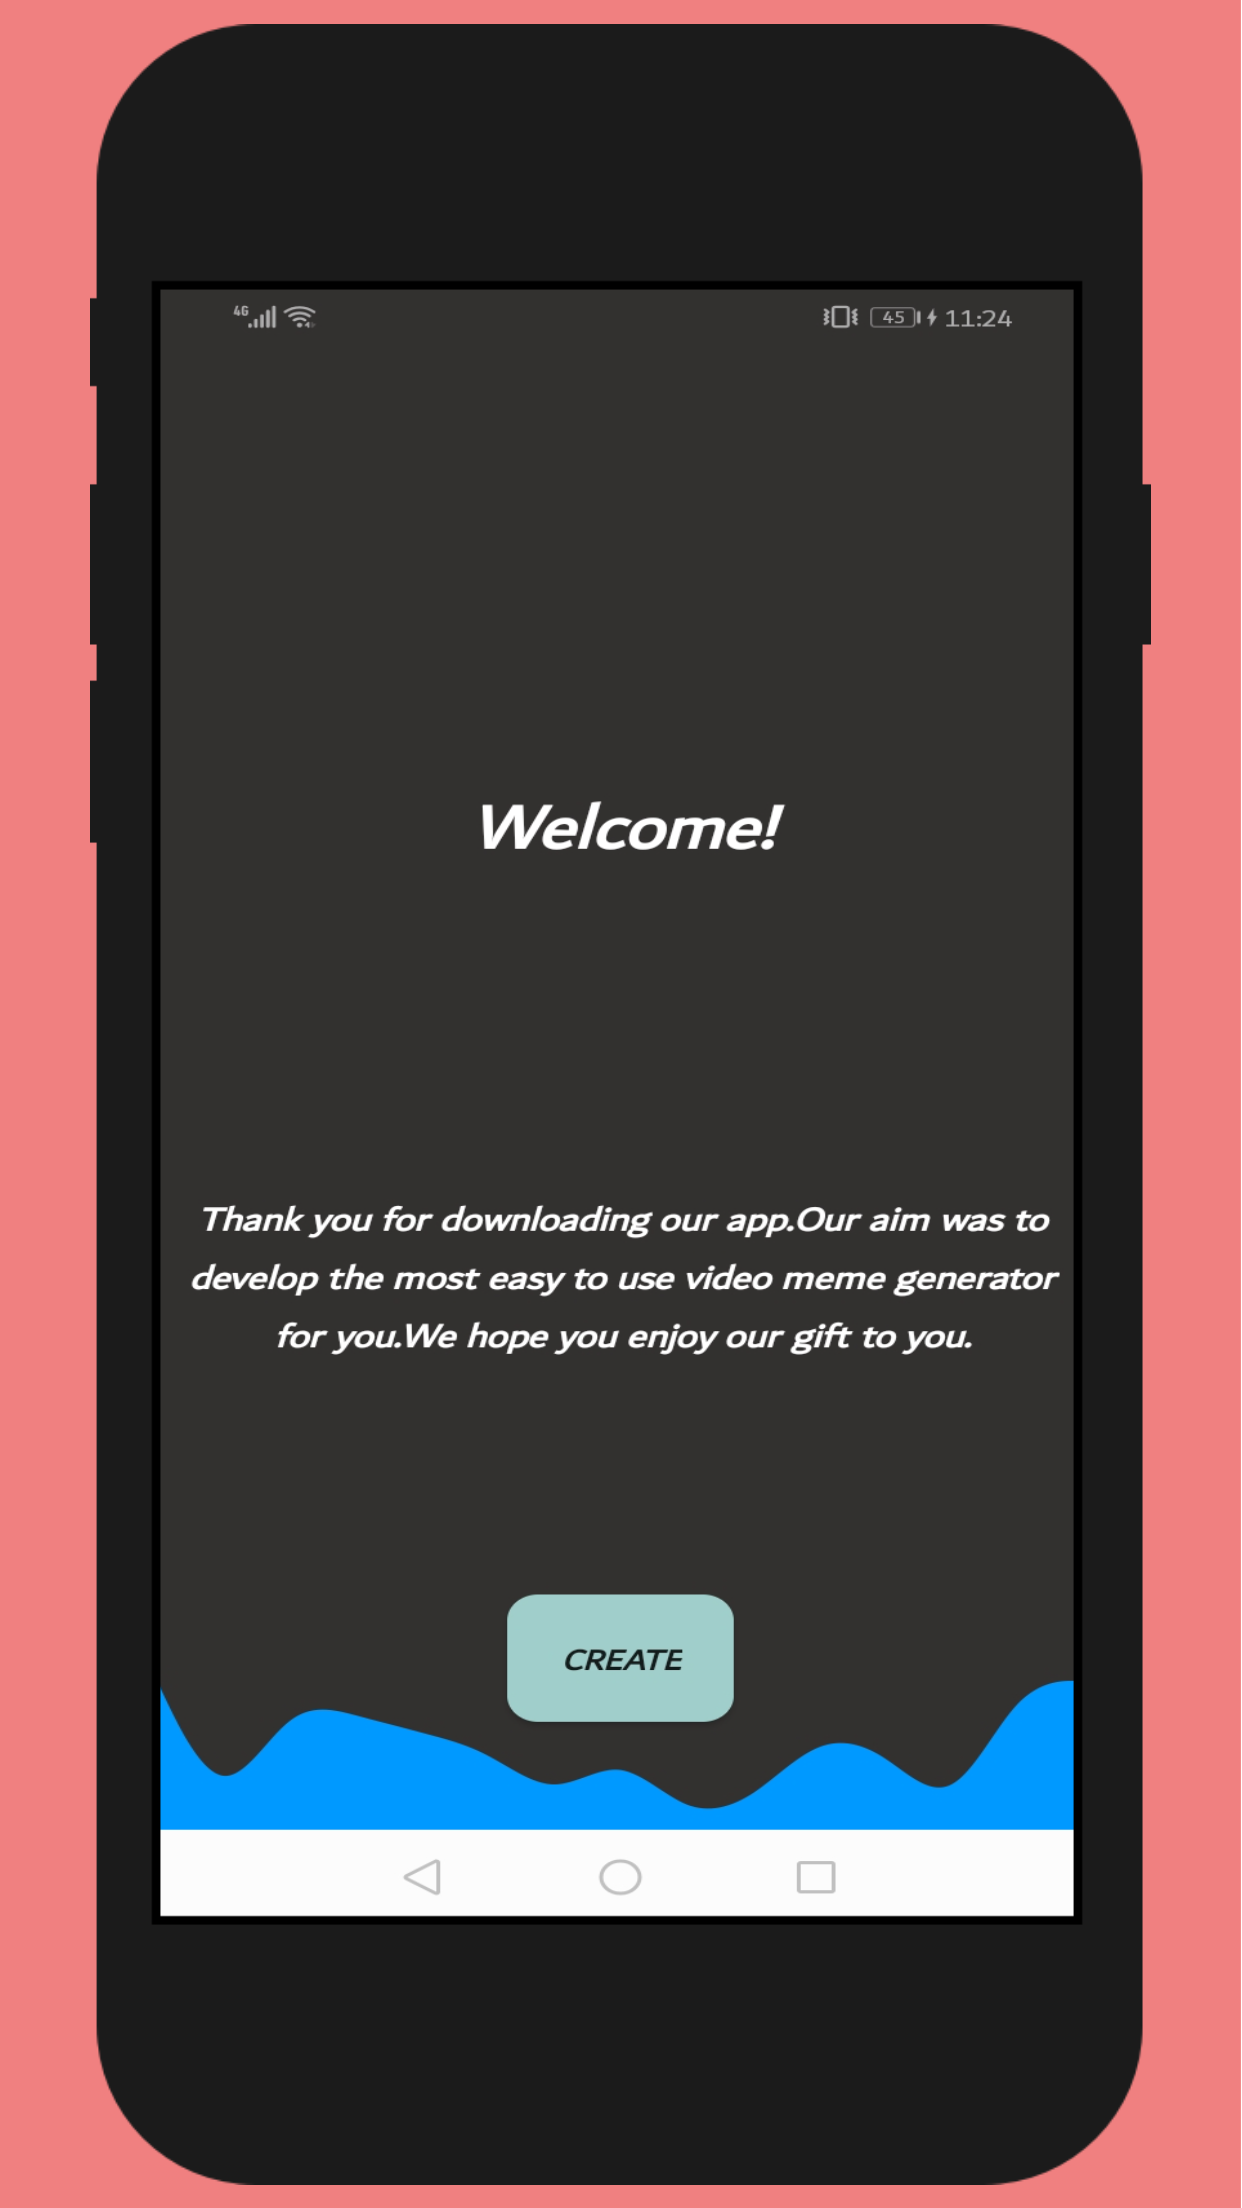 4G 45 11:24
Welcome!
Thank you for downloading our app.Our aim was to
develop the most easy to use video meme generator
for you.We hope you enjoy our gift to you.
CREATE